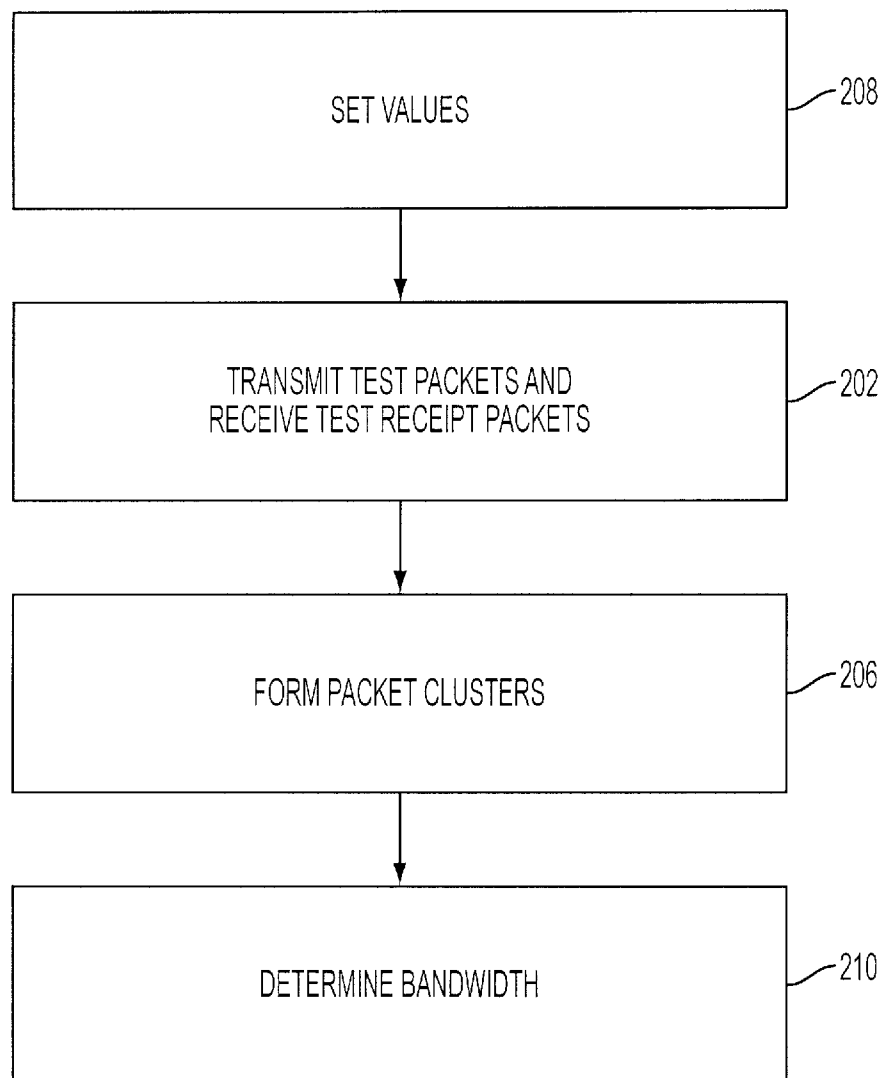 SET VALUES
208
TRANSMIT TEST PACKETS AND
RECEIVE TEST RECEIPT PACKETS
202
FORM PACKET CLUSTERS
206
DETERMINE BANDWIDTH
210